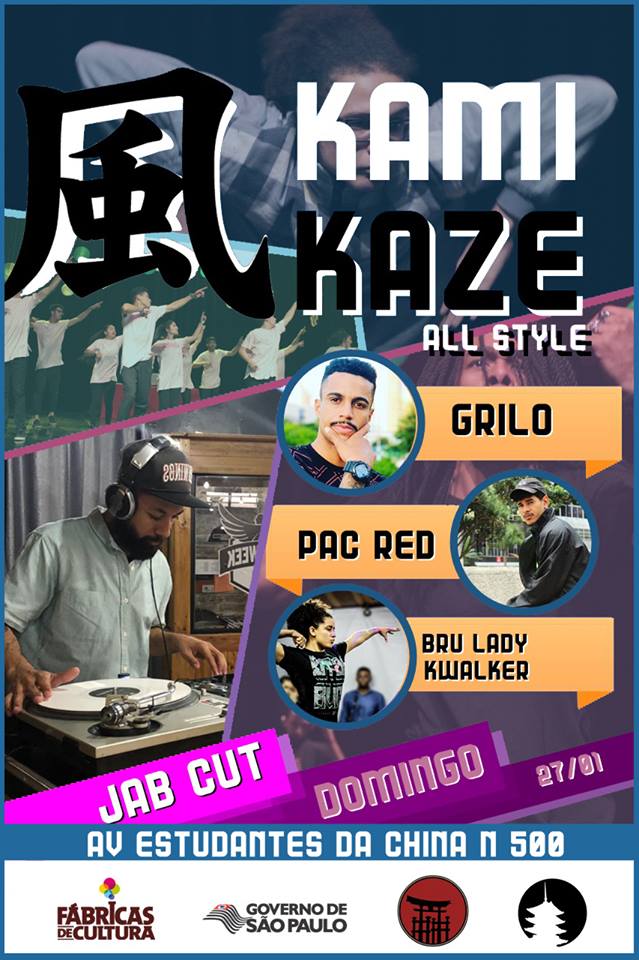 風
KAMI
KAZE
ALL STYLE
GRILO
PAC RED
BRU LADY
KWALKER
JAB CUT
DOMINGO
27/01
AV ESTUDANTES DA CHINA N 500
FÁBRICAS
DE CULTURA
GOVERNO DE
SÃO PAULO